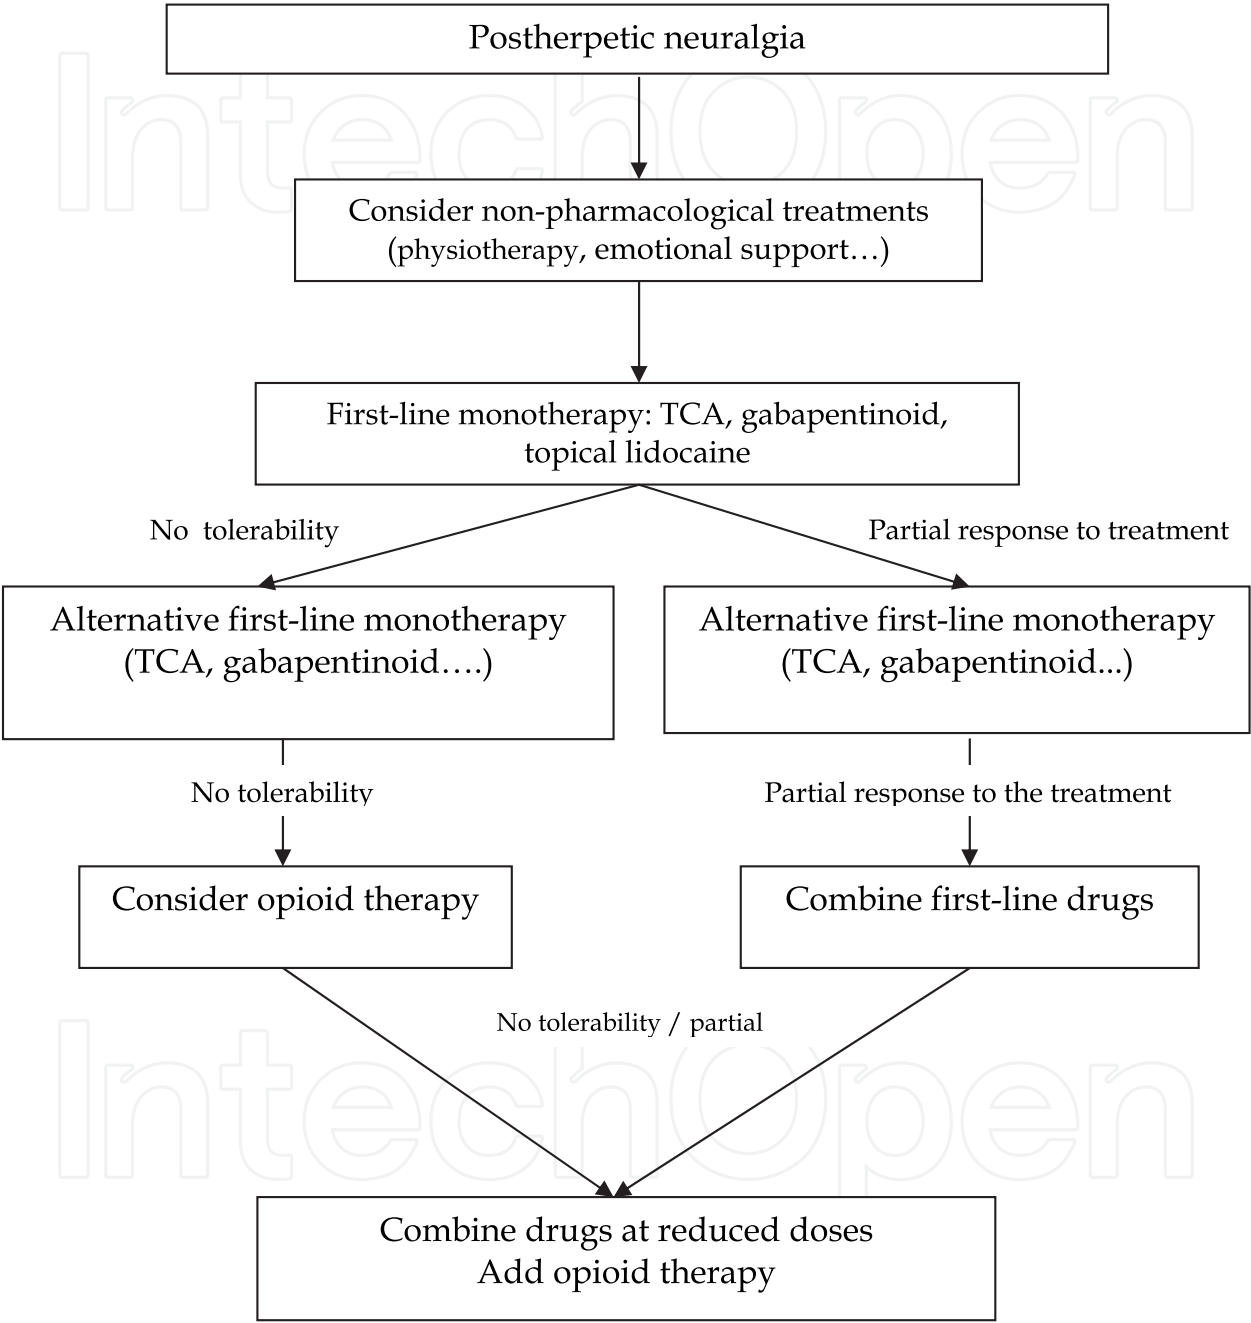 IntechOpen
Postherpetic neuralgia
Consider non-pharmacological treatments
(physiotherapy, emotional support…)
First-line monotherapy: TCA, gabapentinoid,
topical lidocaine
No tolerability
Partial response to treatment
Alternative first-line monotherapy
(TCA, gabapentinoid….)
Alternative first-line monotherapy
(TCA, gabapentinoid...)
No tolerability
Partial response to the treatment
Consider opioid therapy
Combine first-line drugs
No tolerability / partial
IntechOpen
Combine drugs at reduced doses
Add opioid therapy